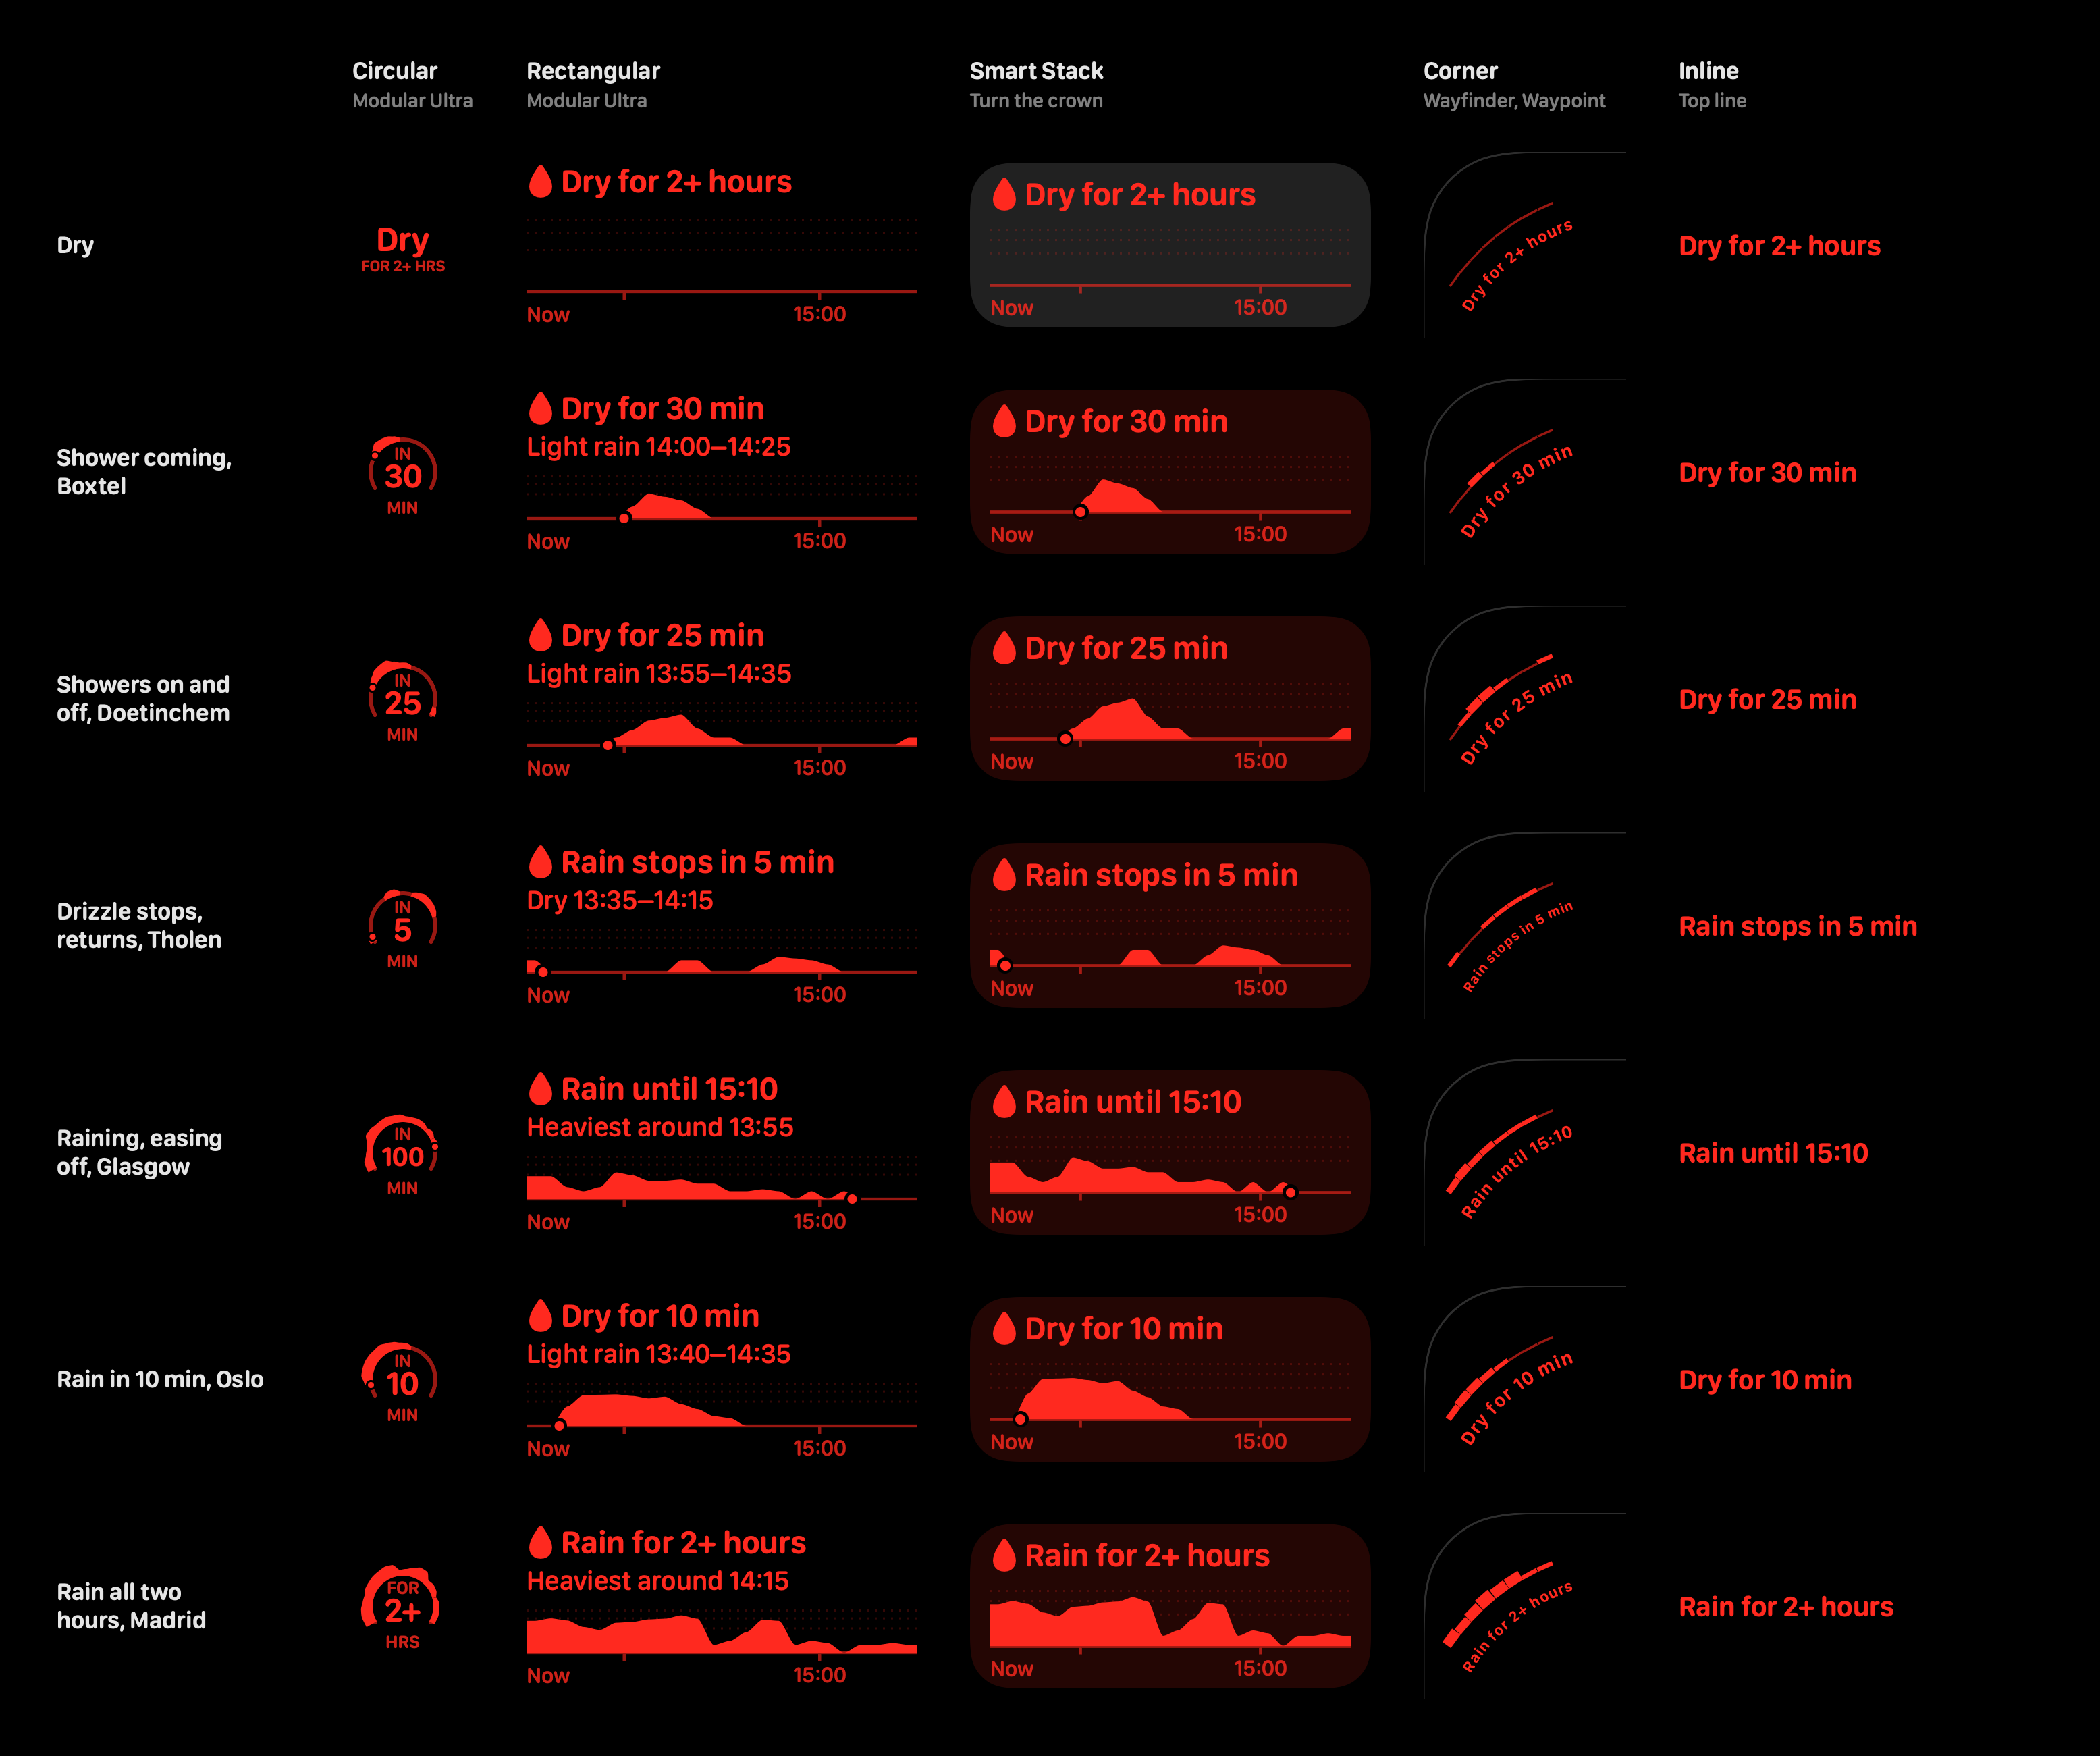 Circular
Modular Ultra
Rectangular
Modular Ultra
Smart Stack
Turn the crown
Corner
Wayfinder, Waypoint
Inline
Top line
Dry
Dry
FOR 2+ HRS
Dry for 2+ hours
Now
15:00
Dry for 2+ hours
Now
15:00
Dry for 2+ hours
Dry for 2+ hours
Shower coming,
Boxtel
IN
30
MIN
Dry for 30 min
Light rain 14:00–14:25
Now
15:00
Dry for 30 min
Now
15:00
Dry for 30 min
Dry for 30 min
Showers on and
off, Doetinchem
IN
25
MIN
Dry for 25 min
Light rain 13:55–14:35
Now
15:00
Dry for 25 min
Now
15:00
Dry for 25 min
Dry for 25 min
Drizzle stops,
returns, Tholen
IN
5
MIN
Rain stops in 5 min
Dry 13:35–14:15
Now
15:00
Rain stops in 5 min
Now
15:00
Rain stops in 5 min
Rain stops in 5 min
Raining, easing
off, Glasgow
IN
100
MIN
Rain until 15:10
Heaviest around 13:55
Now
15:00
Rain until 15:10
Now
15:00
Rain until 15:10
Rain until 15:10
Rain in 10 min, Oslo
IN
10
MIN
Dry for 10 min
Light rain 13:40–14:35
Now
15:00
Dry for 10 min
Now
15:00
Dry for 10 min
Dry for 10 min
Rain all two
hours, Madrid
FOR
2+
HRS
Rain for 2+ hours
Heaviest around 14:15
Now
15:00
Rain for 2+ hours
Now
15:00
Rain for 2+ hours
Rain for 2+ hours